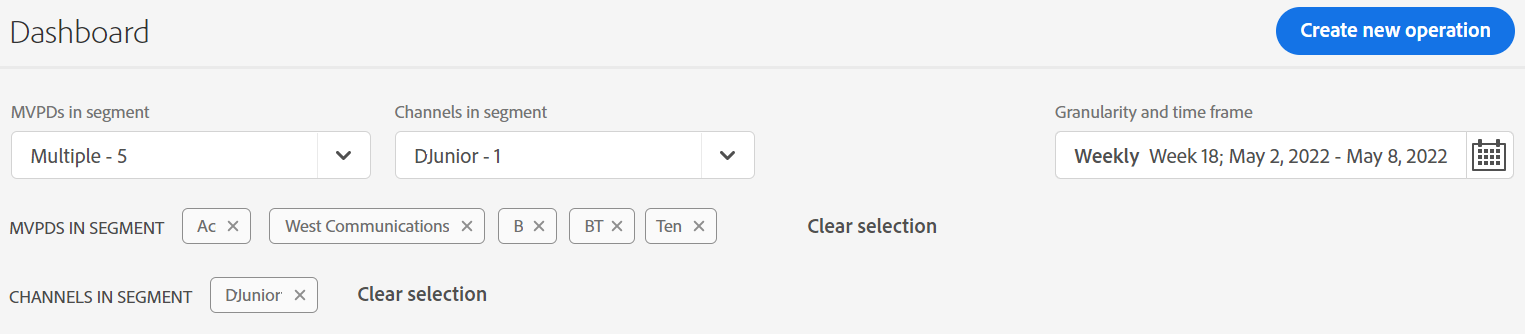 Dashboard
Create new operation
MVPDs in segment
Channels in segment
Granularity and time frame
Multiple - 5
DJunior - 1
Weekly Week 18; May 2, 2022 - May 8, 2022
MVPDS IN SEGMENT Ac West Communications B BT Ten Clear selection
CHANNELS IN SEGMENT DJunior Clear selection